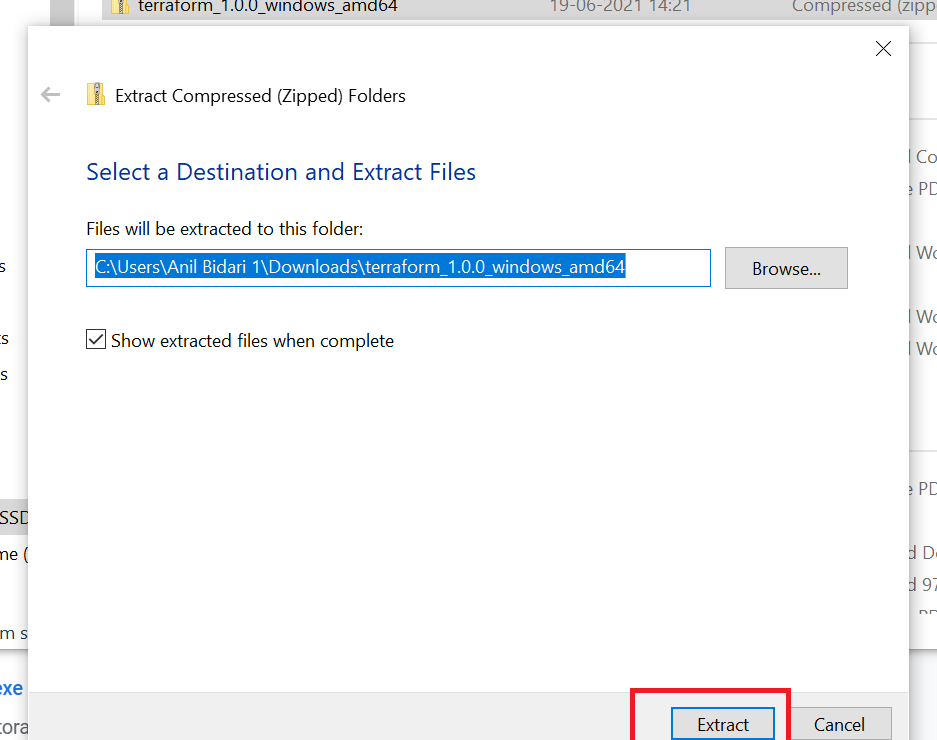 terraform_1.0.0_windows_amd64 19-06-2021 14:21 Compressed (zipp
Extract Compressed (Zipped) Folders
Select a Destination and Extract Files
Files will be extracted to this folder:
C:\Users\Anil Bidari 1\Downloads\terraform_1.0.0_windows_amd64
Browse...
Show extracted files when complete
Extract
Cancel
s
s
SSD
me (
m s
exe
tora
d Co
e PD
d Wo
d Wo
d Wo
e PD
d De
d 97